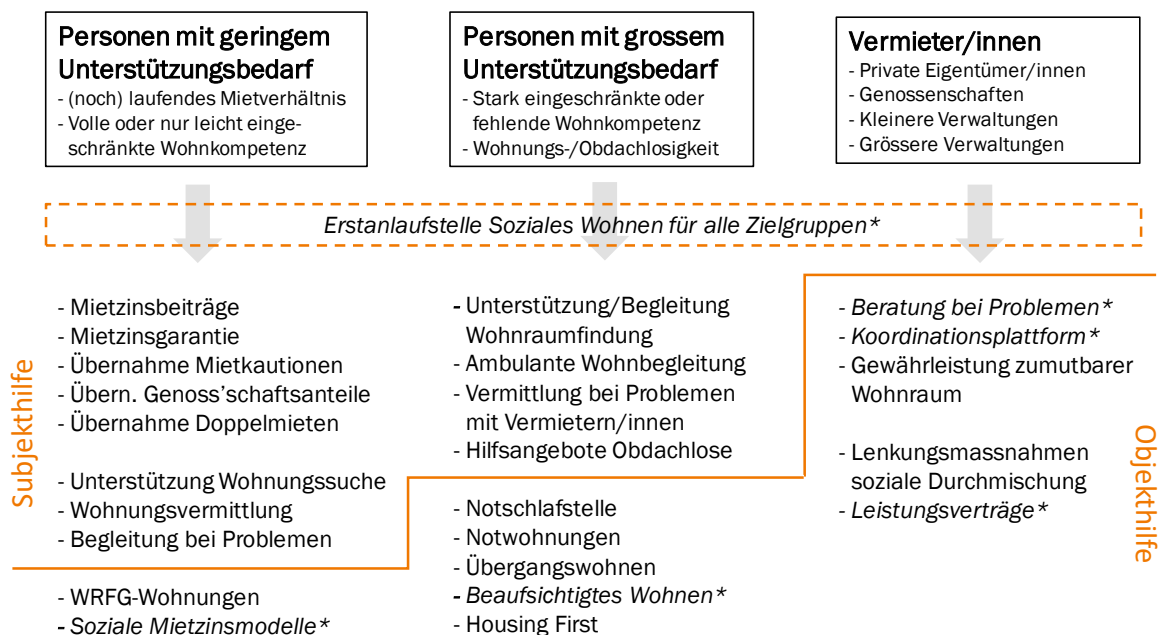 Personen mit geringem
Unterstützungsbedarf
- (noch) laufendes Mietverhältnis
- Volle oder nur leicht einge-
schränkte Wohnkompetenz
Personen mit grossem
Unterstützungsbedarf
- Stark eingeschränkte oder
fehlende Wohnkompetenz
- Wohnungs-/Obdachlosigkeit
Vermieter/innen
- Private Eigentümer/innen
- Genossenschaften
- Kleinere Verwaltungen
- Grössere Verwaltungen
Erstanlaufstelle Soziales Wohnen für alle Zielgruppen*
Subjekthilfe
- Mietzinsbeiträge
- Mietzinsgarantie
- Übernahme Mietkautionen
- Übern. Genoss'schaftsanteile
- Übernahme Doppelmieten
- Unterstützung Wohnungssuche
- Wohnungsvermittlung
- Begleitung bei Problemen
- WRFG-Wohnungen
- Soziale Mietzinsmodelle*
- Unterstützung/Begleitung
Wohnraumfindung
- Ambulante Wohnbegleitung
- Vermittlung bei Problemen
mit Vermietern/innen
- Hilfsangebote Obdachlose
- Notschlafstelle
- Notwohnungen
- Übergangswohnen
- Beaufsichtigtes Wohnen*
- Housing First
- Beratung bei Problemen*
- Koordinationsplattform*
- Gewährleistung zumutbarer
Wohnraum
- Lenkungsmassnahmen
soziale Durchmischung
- Leistungsverträge*
Objekthilfe